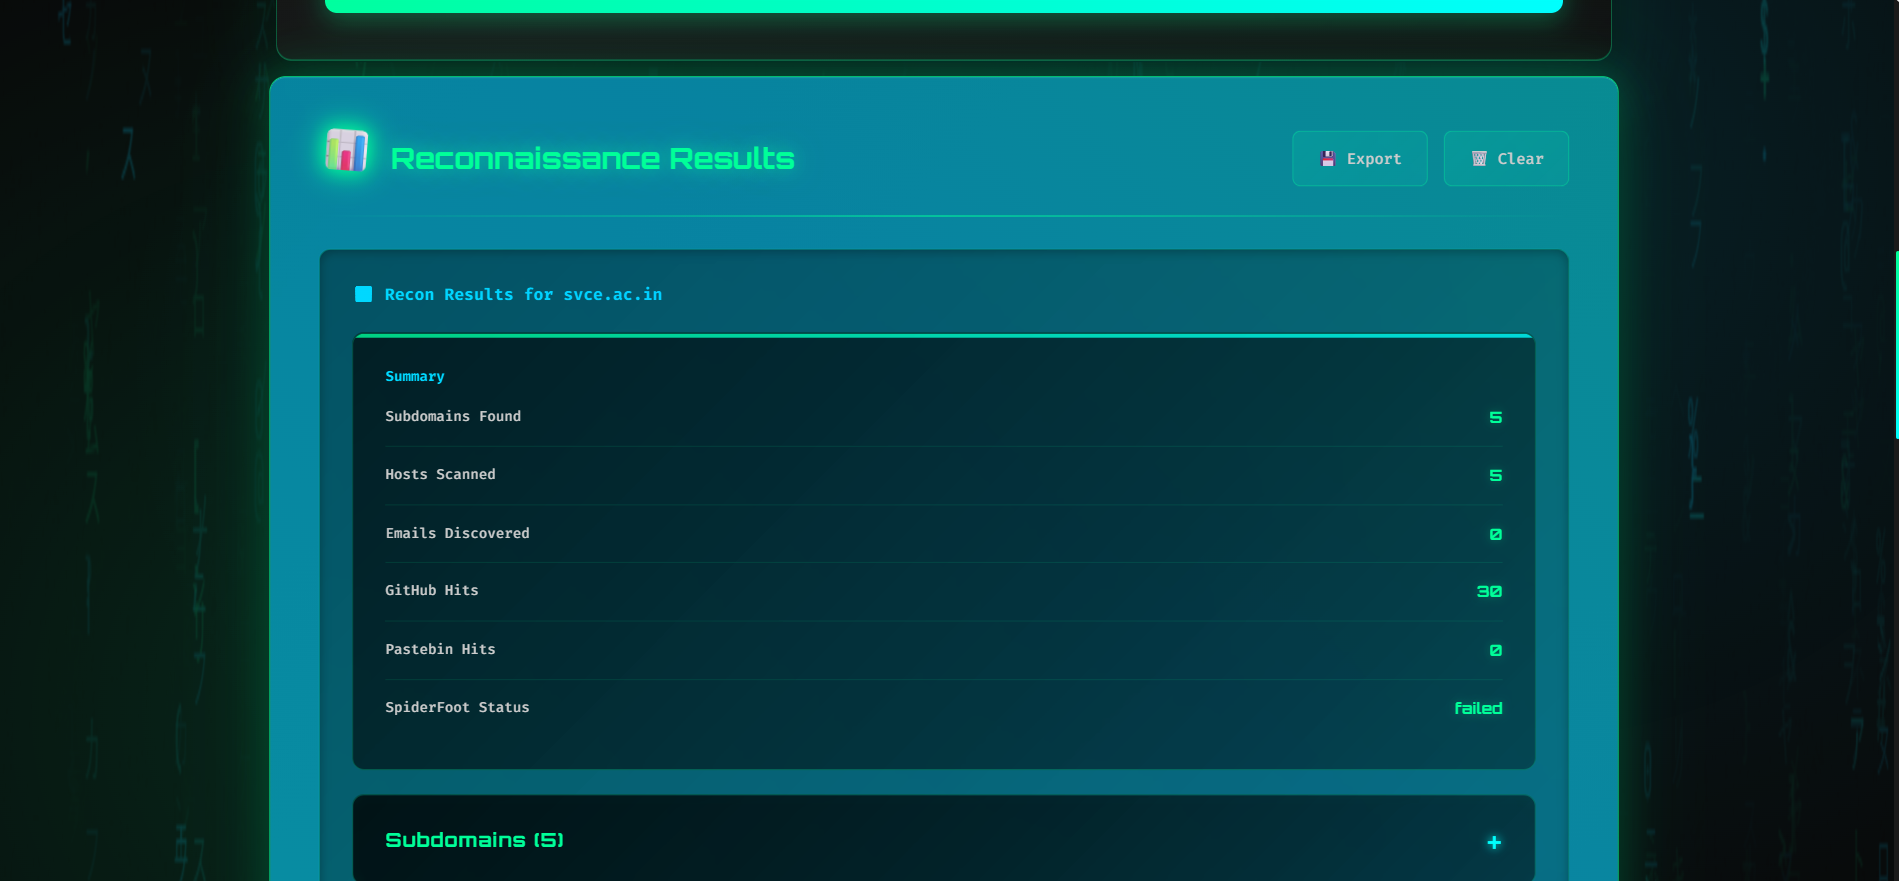 Reconnaissance Results
Export
Clear
Recon Results for svce.ac.in
Summary
Subdomains Found 5
Hosts Scanned 5
Emails Discovered 0
GitHub Hits 30
Pastebin Hits 0
SpiderFoot Status failed
Subdomains (5) +